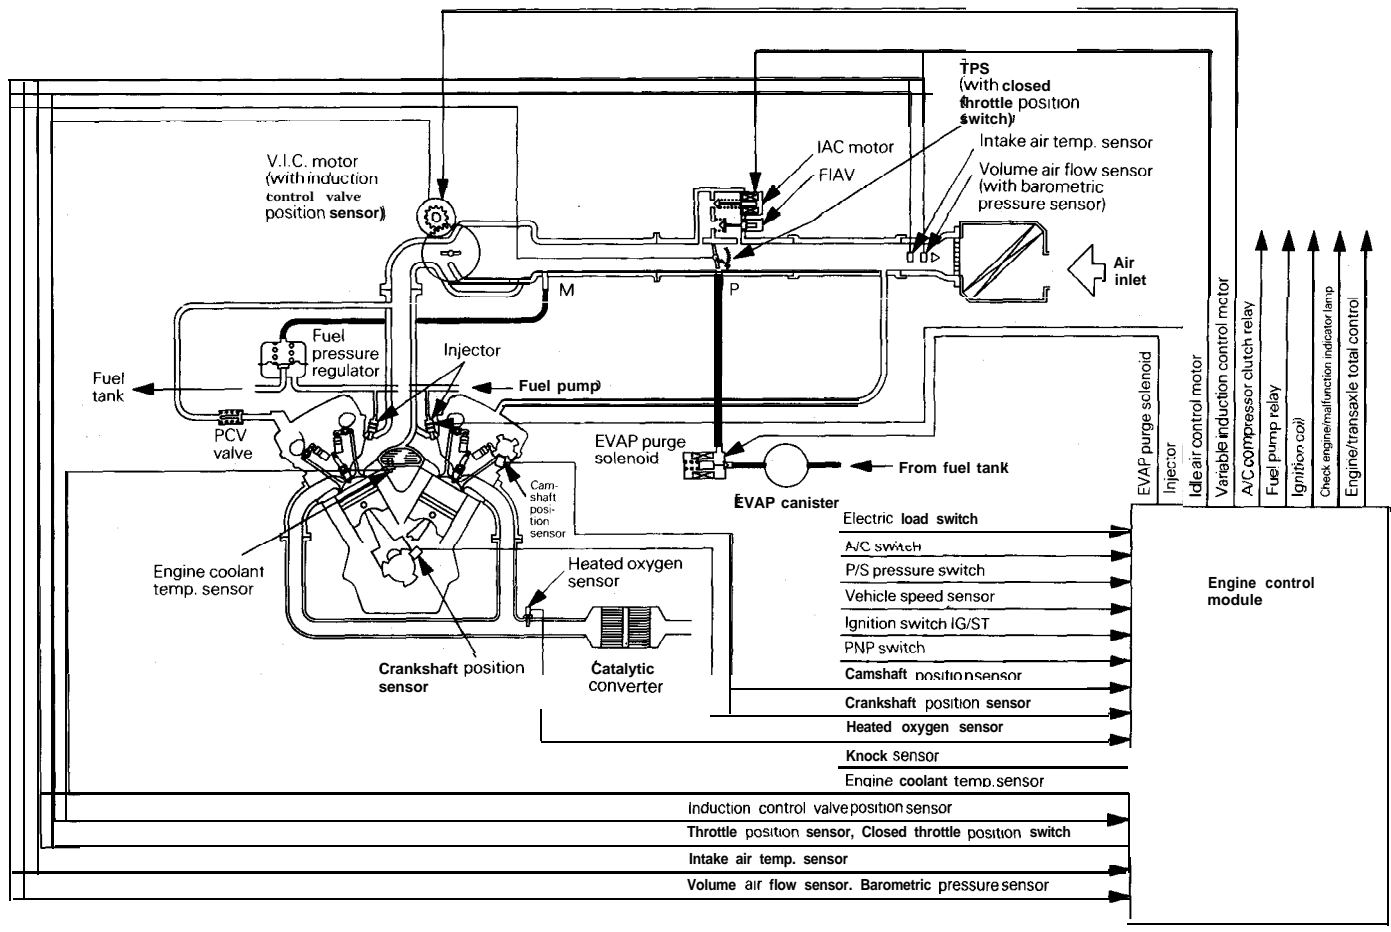 TPS
(with closed
throttle position
switch)
Intake air temp. sensor
Volume air flow sensor
(with barometric
pressure sensor)
IAC motor
FIAV
V.I.C. motor
(with induction
control valve
position sensor)
Air
inlet
M
P
Fuel
pressure
regulator
Injector
Fuel
tank
Fuel pump)
PCV
valve
EVAP purge
solenoid
From fuel tank
EVAP canister
Cam-
shaft
posi-
tion
sensor
Engine coolant
temp. sensor
Heated oxygen
sensor
Crankshaft position
sensor
Catalytic
converter
EVAP purge solenoid
Injector
Idle air control motor
Variable induction control motor
A/C compressor clutch relay
Fuel pump relay
Ignition coil
Check engine/malfunction indicator lamp
Engine/transaxle total control
Electric load switch
A/C switch
P/S pressure switch
Vehicle speed sensor
Ignition switch IG/ST
PNP switch
Camshaft position sensor
Crankshaft position sensor
Heated oxygen sensor
Knock sensor
Engine coolant temp. sensor
Induction control valve position sensor
Throttle position sensor, Closed throttle position switch
Intake air temp. sensor
Volume air flow sensor. Barometric pressure sensor
Engine control
module